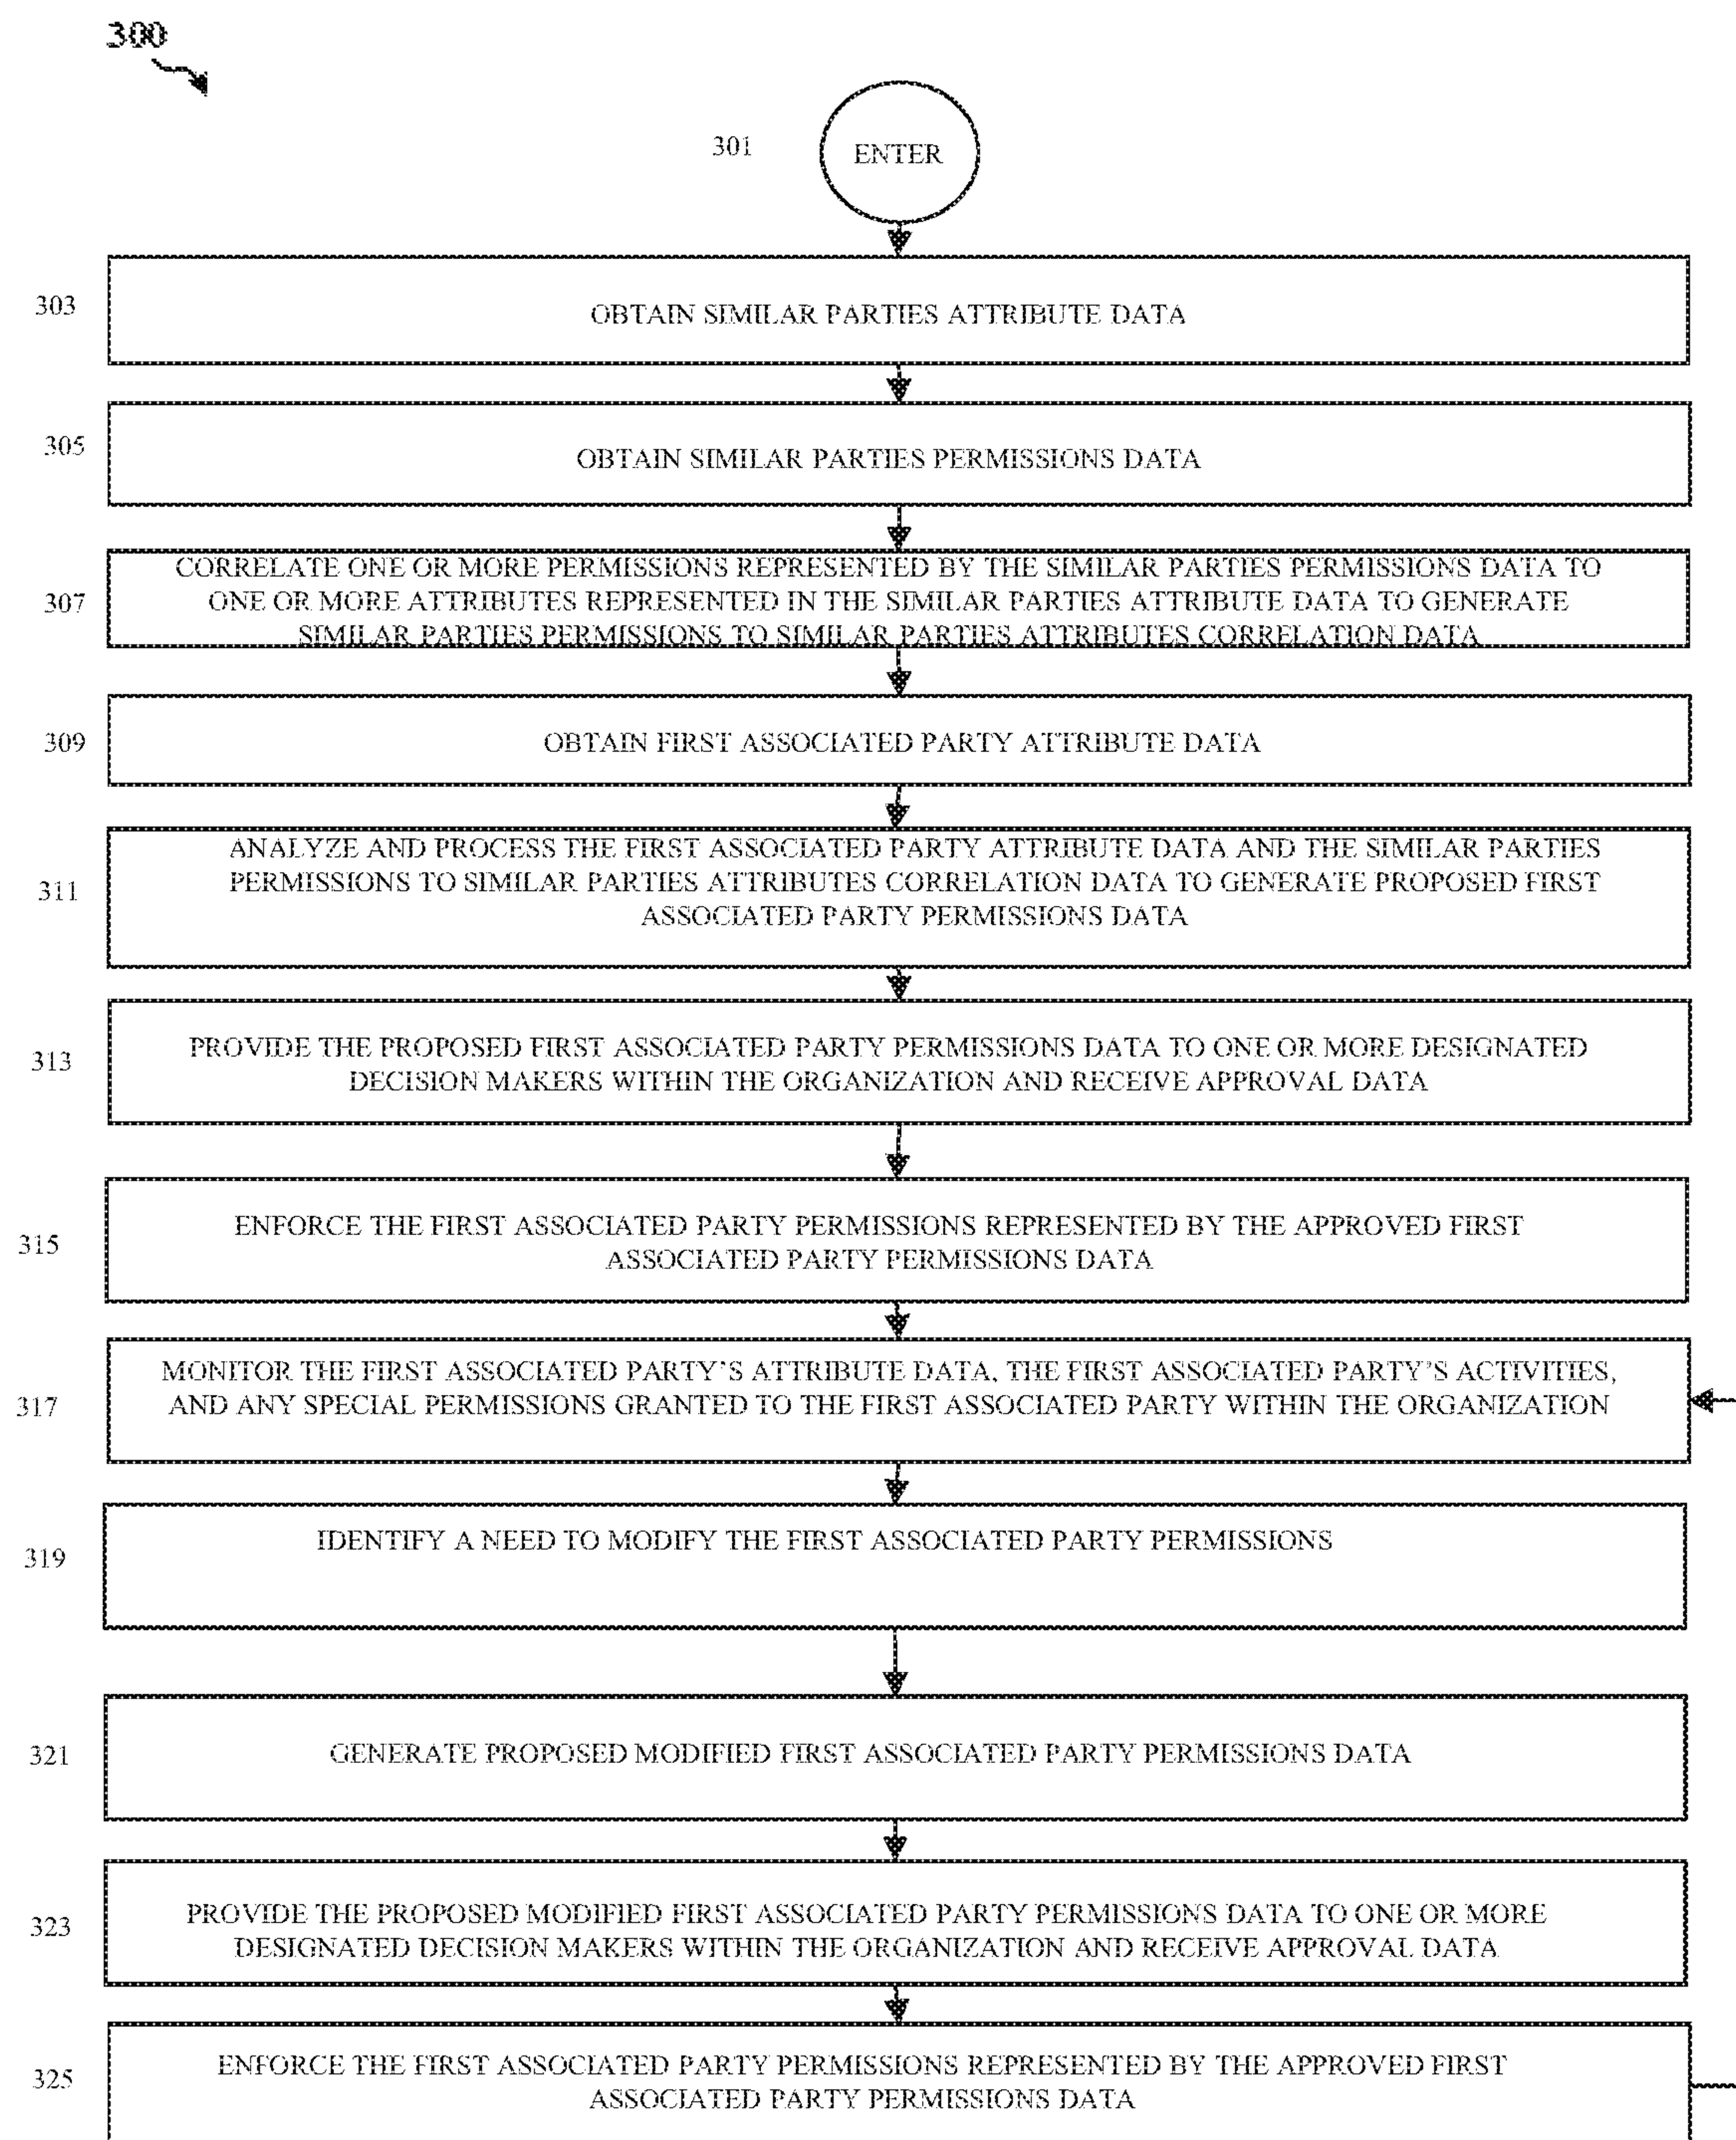 300
301
ENTER
303
OBTAIN SIMILAR PARTIES ATTRIBUTE DATA
305
OBTAIN SIMILAR PARTIES PERMISSIONS DATA
307
CORRELATE ONE OR MORE PERMISSIONS REPRESENTED BY THE SIMILAR PARTIES PERMISSIONS DATA TO
ONE OR MORE ATTRIBUTES REPRESENTED IN THE SIMILAR PARTIES ATTRIBUTE DATA TO GENERATE
SIMILAR PARTIES PERMISSIONS TO SIMILAR PARTIES ATTRIBUTES CORRELATION DATA
309
OBTAIN FIRST ASSOCIATED PARTY ATTRIBUTE DATA
311
ANALYZE AND PROCESS THE FIRST ASSOCIATED PARTY ATTRIBUTE DATA AND THE SIMILAR PARTIES
PERMISSIONS TO SIMILAR PARTIES ATTRIBUTES CORRELATION DATA TO GENERATE PROPOSED FIRST
ASSOCIATED PARTY PERMISSIONS DATA
313
PROVIDE THE PROPOSED FIRST ASSOCIATED PARTY PERMISSIONS DATA TO ONE OR MORE DESIGNATED
DECISION MAKERS WITHIN THE ORGANIZATION AND RECEIVE APPROVAL DATA
315
ENFORCE THE FIRST ASSOCIATED PARTY PERMISSIONS REPRESENTED BY THE APPROVED FIRST
ASSOCIATED PARTY PERMISSIONS DATA
317
MONITOR THE FIRST ASSOCIATED PARTY'S ATTRIBUTE DATA, THE FIRST ASSOCIATED PARTY'S ACTIVITIES,
AND ANY SPECIAL PERMISSIONS GRANTED TO THE FIRST ASSOCIATED PARTY WITHIN THE ORGANIZATION
319
IDENTIFY A NEED TO MODIFY THE FIRST ASSOCIATED PARTY PERMISSIONS
321
GENERATE PROPOSED MODIFIED FIRST ASSOCIATED PARTY PERMISSIONS DATA
323
PROVIDE THE PROPOSED MODIFIED FIRST ASSOCIATED PARTY PERMISSIONS DATA TO ONE OR MORE
DESIGNATED DECISION MAKERS WITHIN THE ORGANIZATION AND RECEIVE APPROVAL DATA
325
ENFORCE THE FIRST ASSOCIATED PARTY PERMISSIONS REPRESENTED BY THE APPROVED FIRST
ASSOCIATED PARTY PERMISSIONS DATA